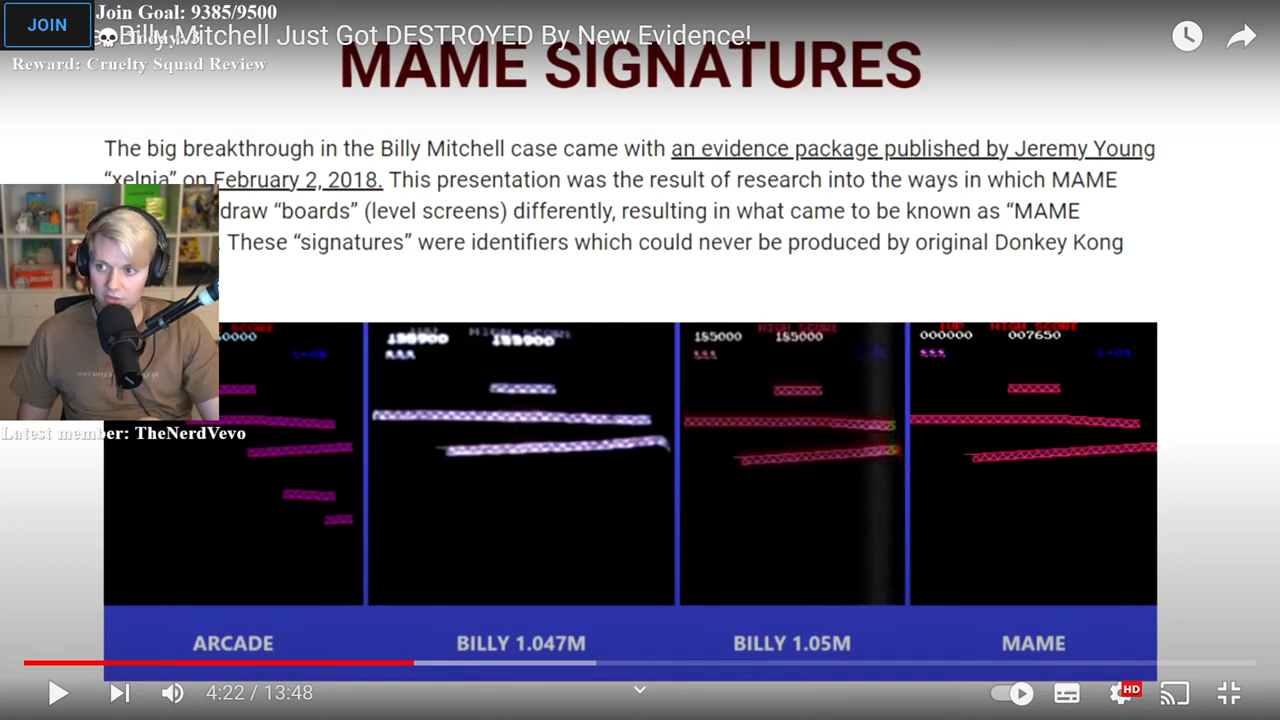 JOIN
Join Goal: 9385/9500
Billy Mitchell Just Got DESTROYED By New Evidence!
Reward: Cruelty Squad Review
MAME SIGNATURES
The big breakthrough in the Billy Mitchell case came with an evidence package published by Jeremy Young
“xelnia” on February 2, 2018. This presentation was the result of research into the ways in which MAME
draw “boards” (level screens) differently, resulting in what came to be known as “MAME
. These “signatures” were identifiers which could never be produced by original Donkey Kong
HIGH SCORE
185000 185000
1UP HIGH SCORE
000000 007650
Latest member: TheNerdVevo
ARCADE
BILLY 1.047M
BILLY 1.05M
MAME
4:22 / 13:48
HD